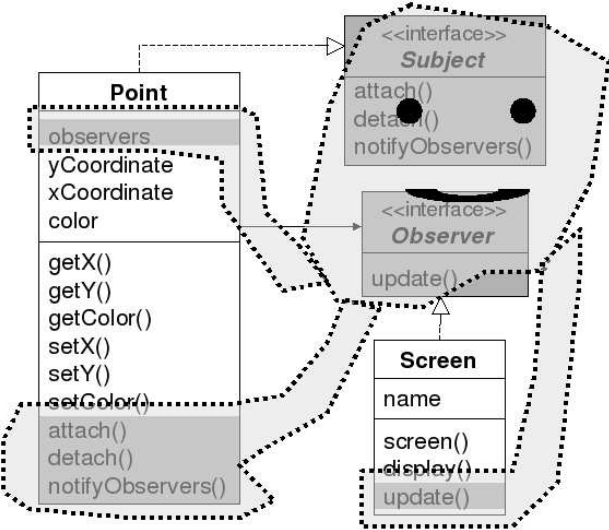 Point
observers
yCoordinate
xCoordinate
color
getX()
getY()
getColor()
setX()
setY()
setColor()
attach()
detach()
notifyObservers()
<<interface>>
Subject
attach()
detach()
notifyObservers()
<<interface>>
Observer
update()
Screen
name
screen()
display()
update()